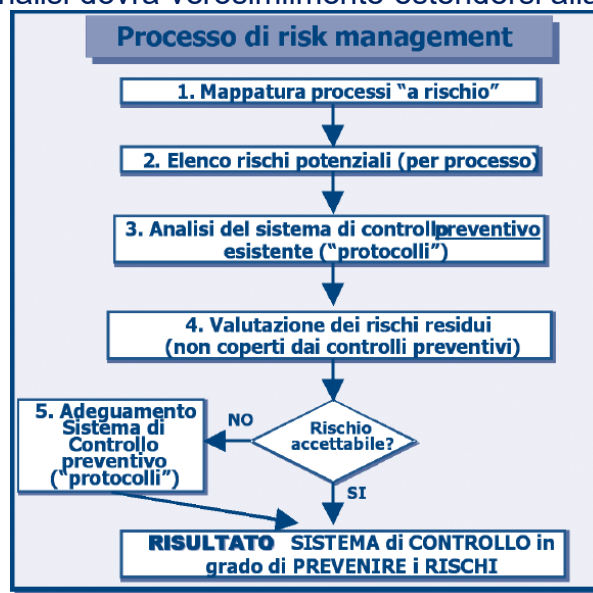 Processo di risk management
1. Mappatura processi “a rischio”
2. Elenco rischi potenziali (per processo)
3. Analisi del sistema di controllo preventivo
esistente (“protocolli”)
4. Valutazione dei rischi residui
(non coperti dai controlli preventivi)
Rischio
accettabile?
NO
5. Adeguamento
Sistema di
Controllo
preventivo
(“protocolli”)
SI
RISULTATO SISTEMA di CONTROLLO in
grado di PREVENIRE i RISCHI